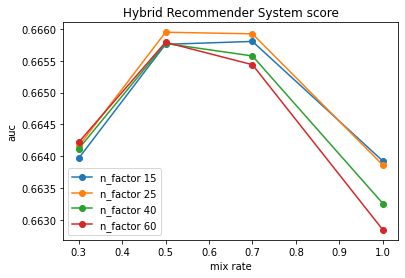 Hybrid Recommender System score
auc
0.6660
0.6655
0.6650
0.6645
0.6640
0.6635
0.6630
n_factor 15
n_factor 25
n_factor 40
n_factor 60
0.3 0.4 0.5 0.6 0.7 0.8 0.9 1.0
mix rate